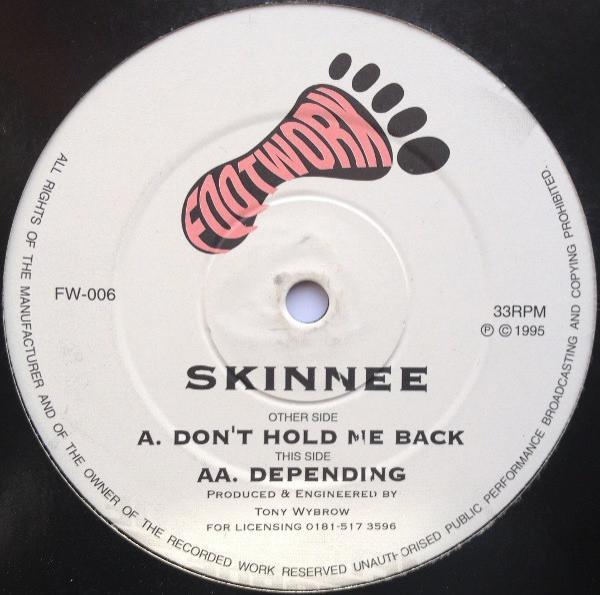 FOOTWORK
FW-006
33RPM
℗ © 1995
SKINNEE
OTHER SIDE
A. DON'T HOLD ME BACK
THIS SIDE
AA. DEPENDING
PRODUCED & ENGINEERED BY
TONY WYBROW
FOR LICENSING 0181-517 3596
ALL RIGHTS OF THE MANUFACTURER AND OF THE OWNER OF THE RECORDED WORK RESERVED UNAUTHORISED PUBLIC PERFORMANCE BROADCASTING AND COPYING PROHIBITED.